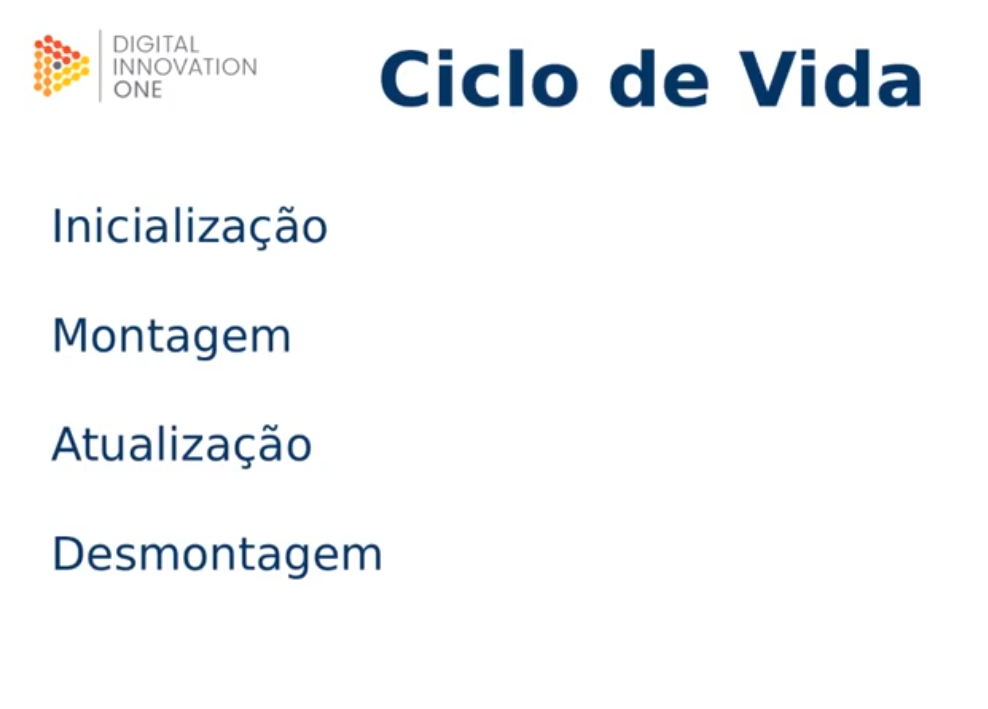 DIGITAL
INNOVATION
ONE
Ciclo de Vida
Inicialização
Montagem
Atualização
Desmontagem